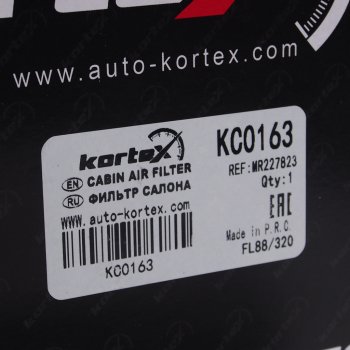 www.auto-kortex.com
kortex
KC0163
EN CABIN AIR FILTER
REF:MR227823
RU ФИЛЬТР САЛОНА
Qty:1
www.auto-kortex.com
EAC
Made in P.R.C.
KC0163
FL88/320